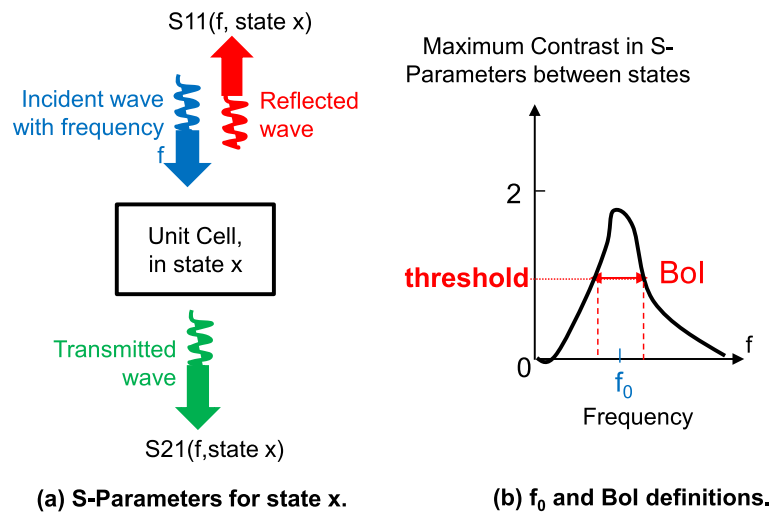 S11(f, state x)
Incident wave
with frequency
f
Reflected
wave
Unit Cell,
in state x
Transmitted
wave
S21(f,state x)
(a) S-Parameters for state x.
Maximum Contrast in S-
Parameters between states
2
threshold
BoI
f
0
f0
Frequency
(b) f0 and BoI definitions.